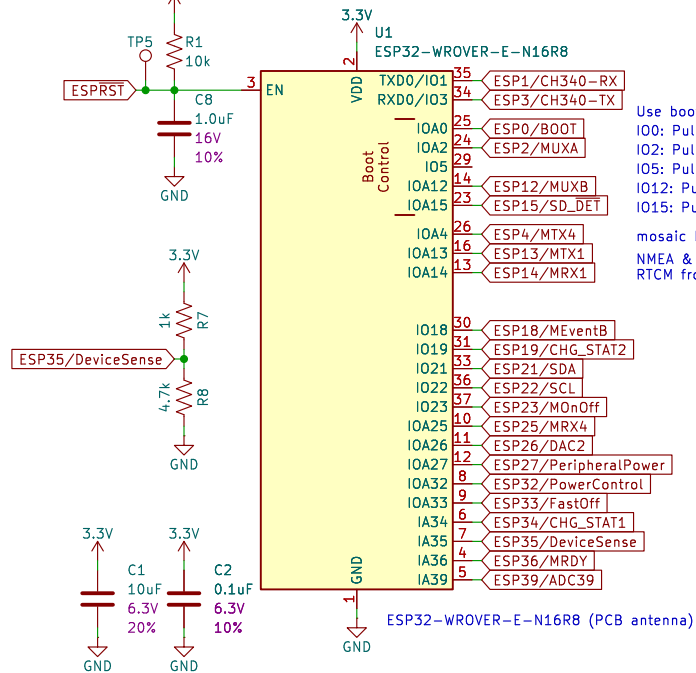 3.3V
U1
ESP32-WROVER-E-N16R8
TP5
R1
10k
ESPRST
3
EN
2
VDD
C8
1.0uF
16V
10%
GND
TXD0/IO1 35 ESP1/CH340-RX
RXD0/IO3 34 ESP3/CH340-TX
Boot
Control
IOA0 25 ESP0/BOOT
IOA2 24 ESP2/MUXA
IO5 29
IOA12 14 ESP12/MUXB
IOA15 23 ESP15/SD_DET
IOA4 26 ESP4/MTX4
IOA13 16 ESP13/MTX1
IOA14 13 ESP14/MRX1
Use boo
IO0: Pul
IO2: Pul
IO5: Pul
IO12: Pu
IO15: Pu
mosaic
NMEA &
RTCM fro
3.3V
1k
R7
ESP35/DeviceSense
4.7k
R8
GND
IO18 30 ESP18/MEventB
IO19 31 ESP19/CHG_STAT2
IO21 33 ESP21/SDA
IO22 36 ESP22/SCL
IO23 37 ESP23/MOnOff
IOA25 10 ESP25/MRX4
IOA26 11 ESP26/DAC2
IOA27 12 ESP27/PeripheralPower
IOA32 8 ESP32/PowerControl
IOA33 9 ESP33/FastOff
IA34 6 ESP34/CHG_STAT1
IA35 7 ESP35/DeviceSense
IA36 4 ESP36/MRDY
IA39 5 ESP39/ADC39
3.3V
C1
10uF
6.3V
20%
GND
3.3V
C2
0.1uF
6.3V
10%
GND
GND
1
GND
ESP32-WROVER-E-N16R8 (PCB antenna)